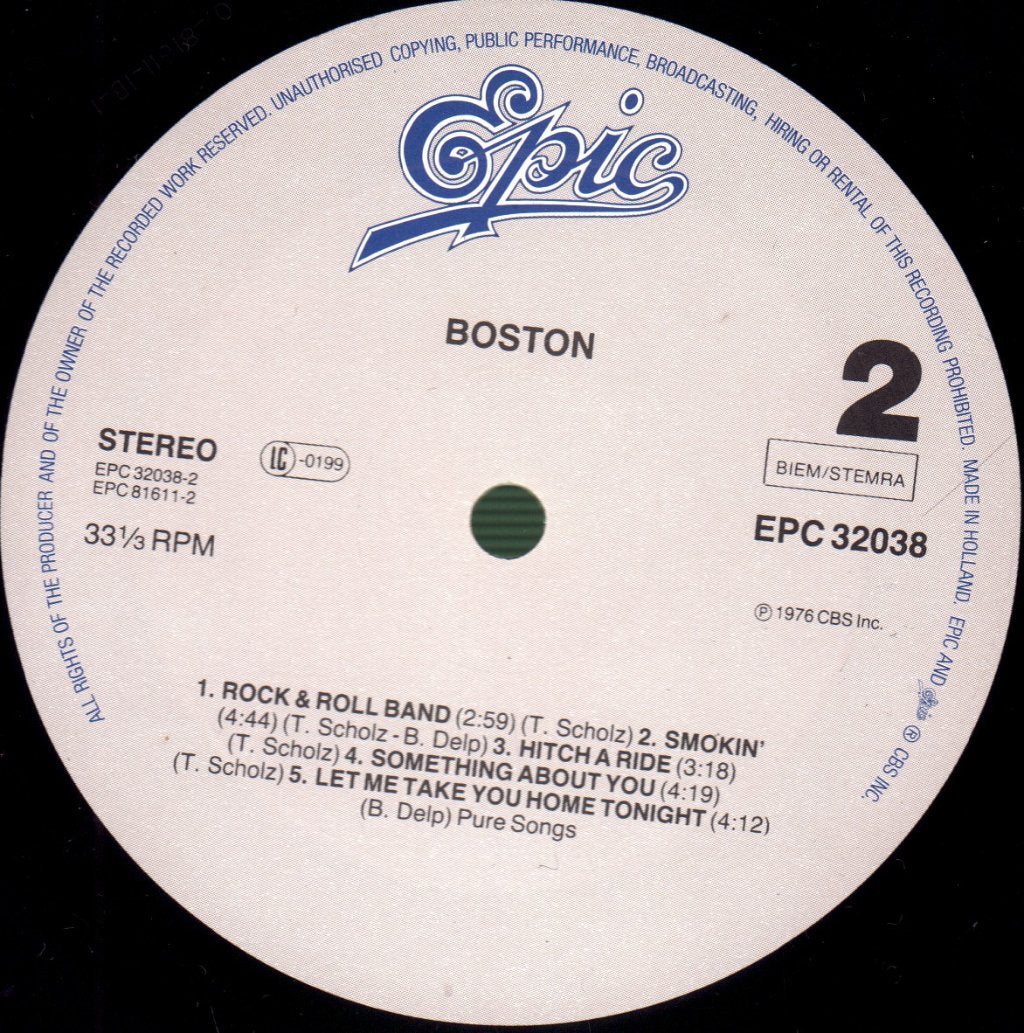 ALL RIGHTS OF THE PRODUCER AND OF THE OWNER OF THE RECORDED WORK RESERVED. UNAUTHORISED COPYING, PUBLIC PERFORMANCE, BROADCASTING, HIRING OR RENTAL OF THIS RECORDING PROHIBITED. MADE IN HOLLAND. EPIC AND Epic ® CBS INC.
Epic
BOSTON
2
STEREO
LC-0199
BIEM/STEMRA
EPC 32038-2
EPC 81611-2
EPC 32038
33⅓ RPM
℗ 1976 CBS Inc.
1. ROCK & ROLL BAND (2:59) (T. Scholz) 2. SMOKIN'
(4:44) (T. Scholz - B. Delp) 3. HITCH A RIDE (3:18)
(T. Scholz) 4. SOMETHING ABOUT YOU (4:19)
(T. Scholz) 5. LET ME TAKE YOU HOME TONIGHT (4:12)
(B. Delp) Pure Songs